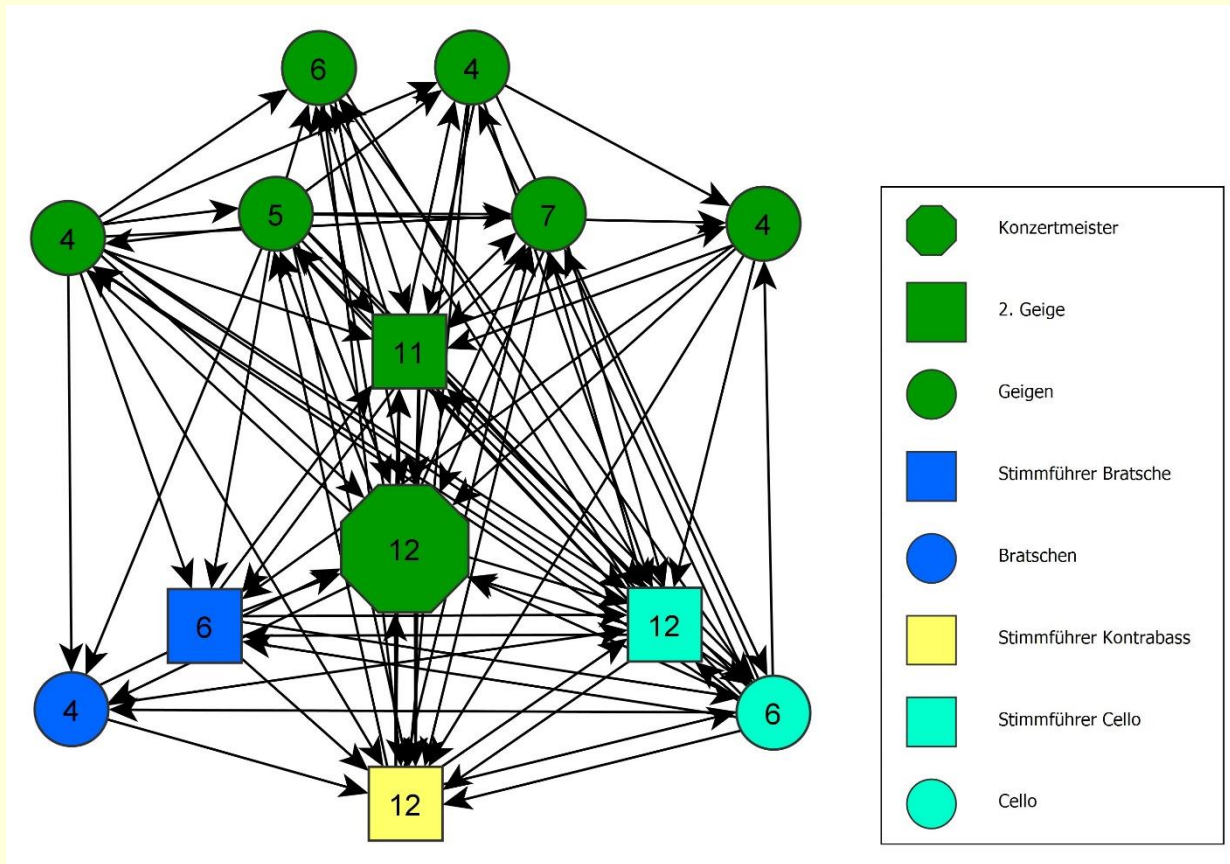 6
4
4
5
7
4
11
12
6
12
4
6
12
Konzertmeister
2. Geige
Geigen
Stimmführer Bratsche
Bratschen
Stimmführer Kontrabass
Stimmführer Cello
Cello